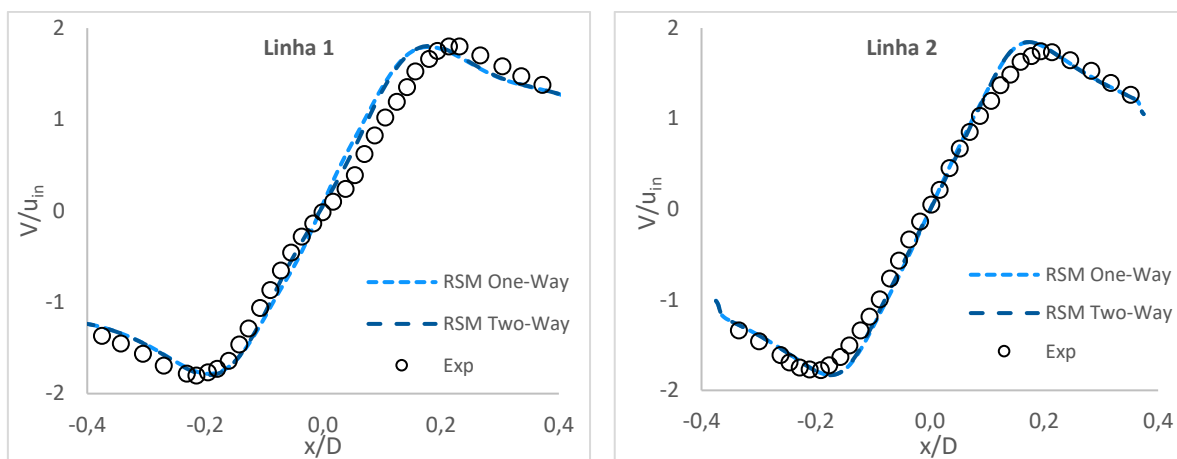 Linha 1
V/u_in
2
1
0
-1
-2
-0,4
-0,2
0,0
0,2
0,4
x/D
RSM One-Way
RSM Two-Way
Exp
Linha 2
V/u_in
2
1
0
-1
-2
-0,4
-0,2
0,0
0,2
0,4
x/D
RSM One-Way
RSM Two-Way
Exp